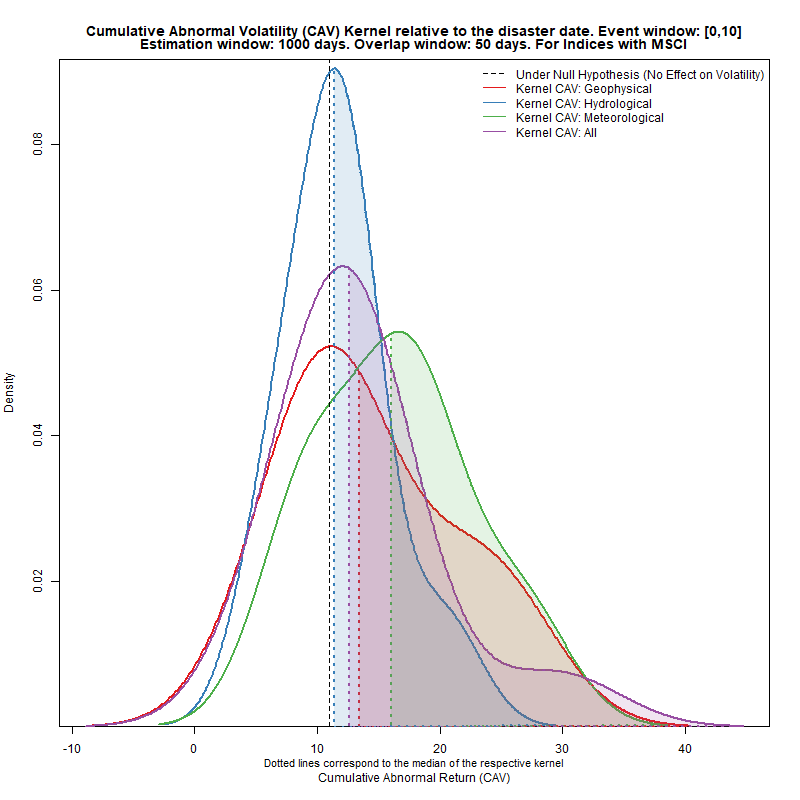 Cumulative Abnormal Volatility (CAV) Kernel relative to the disaster date. Event window: [0,10]
Estimation window: 1000 days. Overlap window: 50 days. For Indices with MSCI
Under Null Hypothesis (No Effect on Volatility)
Kernel CAV: Geophysical
Kernel CAV: Hydrological
Kernel CAV: Meteorological
Kernel CAV: All
Density
0.08
0.06
0.04
0.02
-10 0 10 20 30 40
Dotted lines correspond to the median of the respective kernel
Cumulative Abnormal Return (CAV)